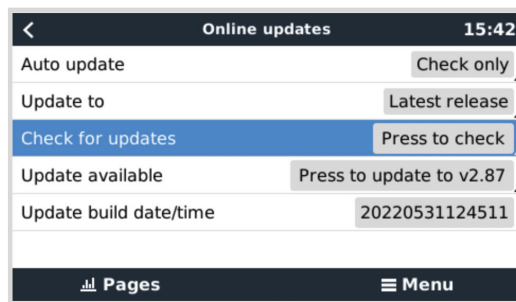 Online updates 15:42
Auto update Check only
Update to Latest release
Check for updates Press to check
Update available Press to update to v2.87
Update build date/time 20220531124511
Pages Menu